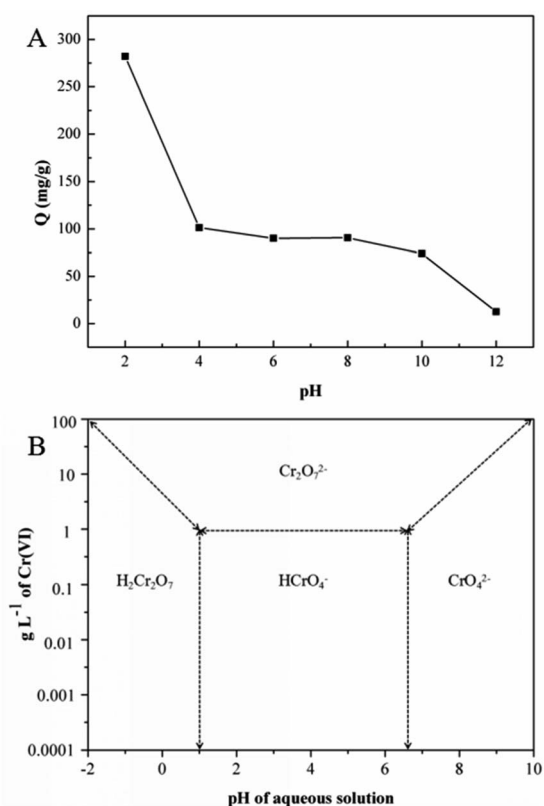 A
300
250
200
150
100
50
0
Q (mg/g)
2 4 6 8 10 12
pH
B
100
10
1
0.1
0.01
0.001
0.0001
g L⁻¹ of Cr(VI)
Cr₂O₇²⁻
H₂Cr₂O₇ HCrO₄⁻ CrO₄²⁻
-2 0 2 4 6 8 10
pH of aqueous solution